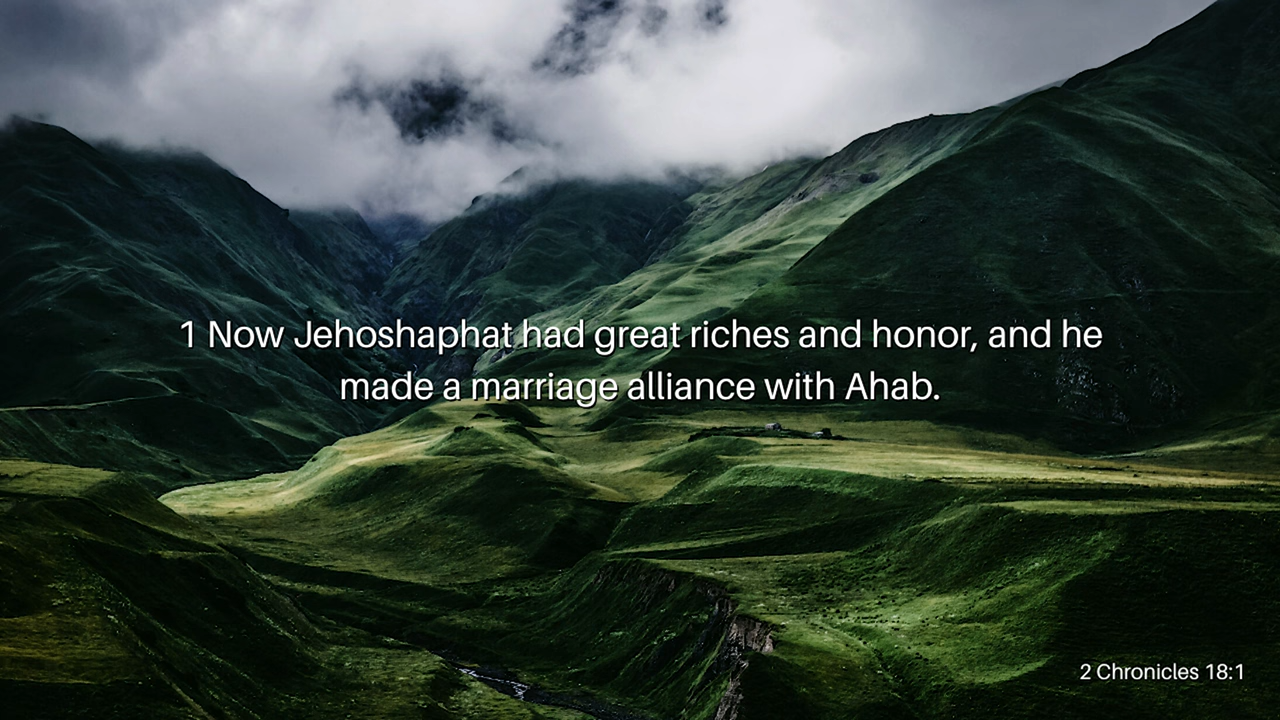 1 Now Jehoshaphat had great riches and honor, and he
made a marriage alliance with Ahab.
2 Chronicles 18:1